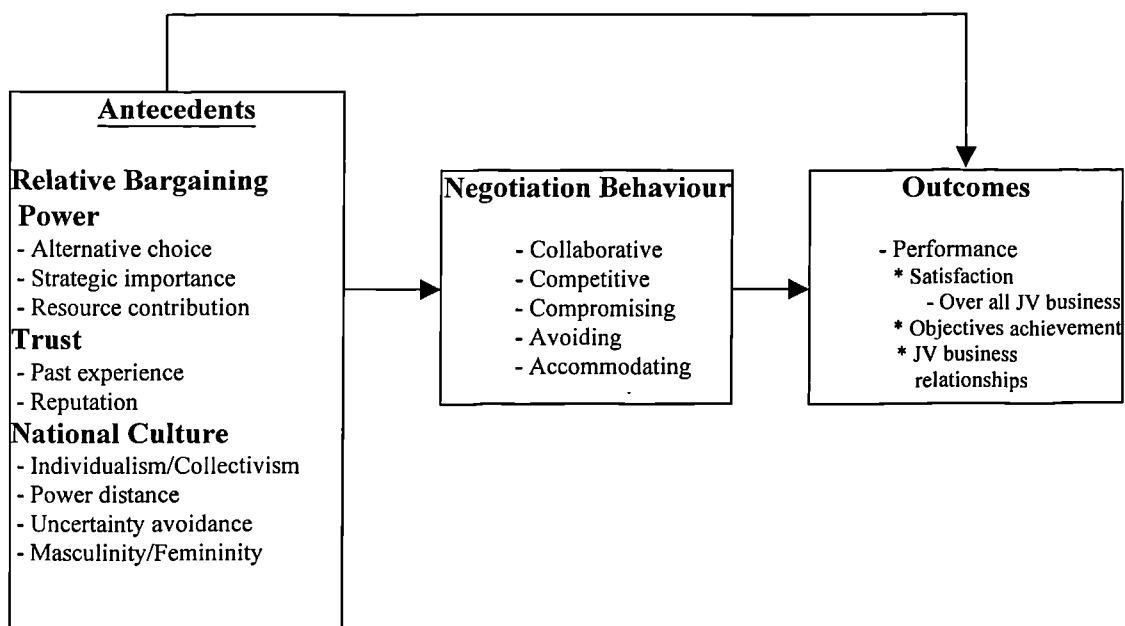 Antecedents
Relative Bargaining
Power
- Alternative choice
- Strategic importance
- Resource contribution
Trust
- Past experience
- Reputation
National Culture
- Individualism/Collectivism
- Power distance
- Uncertainty avoidance
- Masculinity/Femininity
Negotiation Behaviour
- Collaborative
- Competitive
- Compromising
- Avoiding
- Accommodating
Outcomes
- Performance
* Satisfaction
- Over all JV business
* Objectives achievement
* JV business
relationships